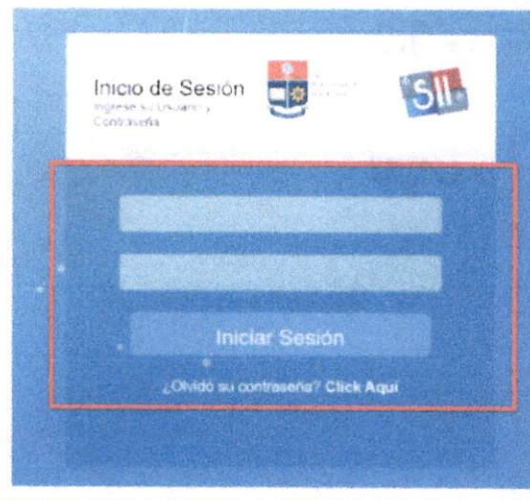 Inicio de Sesión
Ingrese su Usuario y
Contraseña
SII
Iniciar Sesión
¿Olvidó su contraseña? Click Aquí